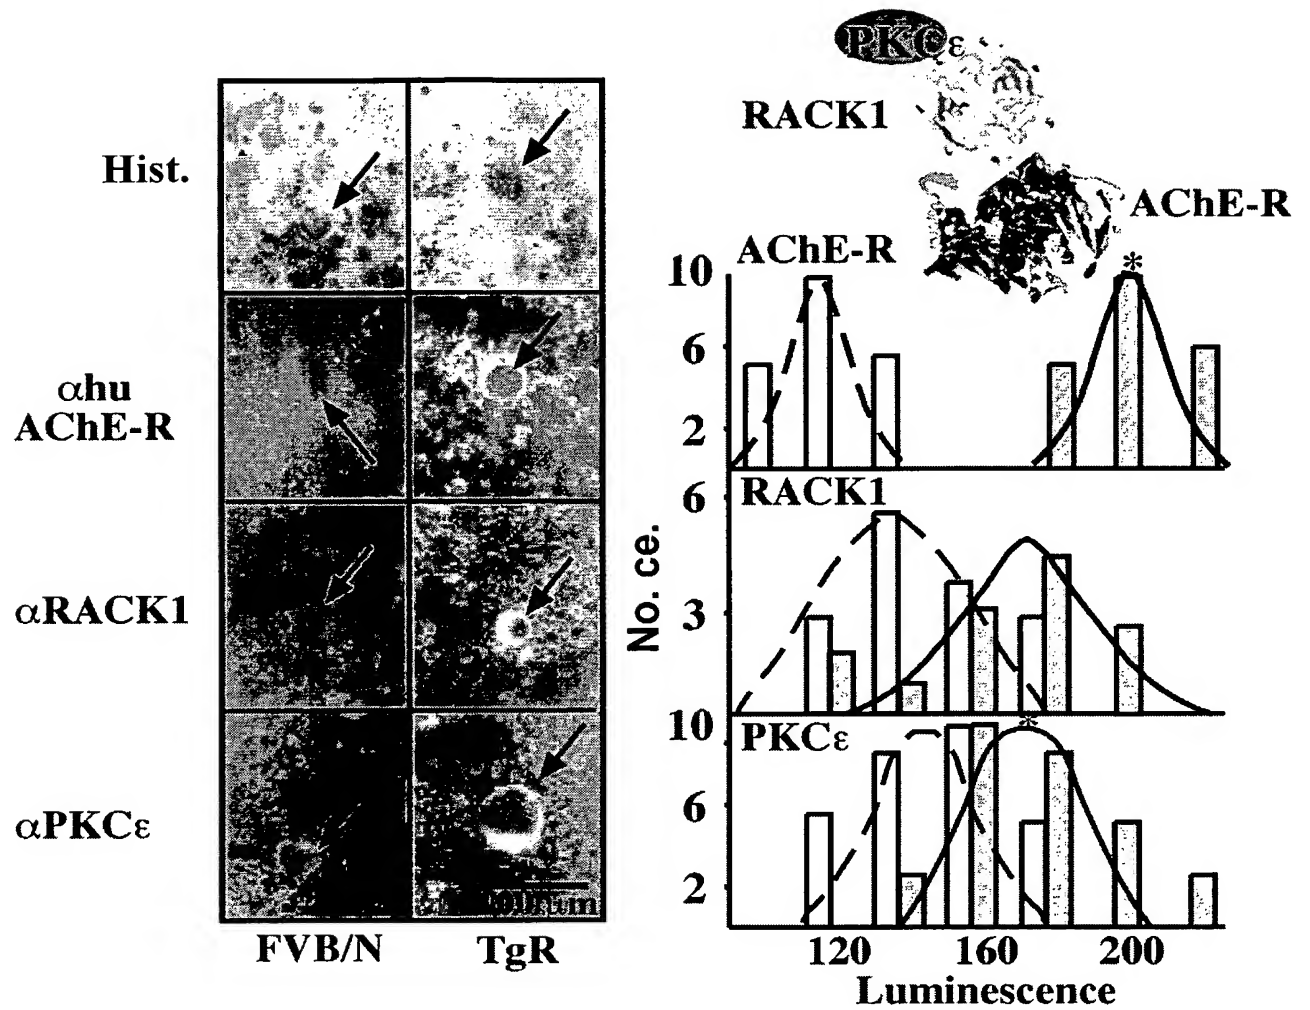 PKCε
RACK1
AChE-R
Hist.
αhu
AChE-R
αRACK1
αPKCε
FVB/N
TgR
AChE-R
*
10
6
2
RACK1
6
3
No. ce.
PKCε
*
10
6
2
120 160 200
Luminescence